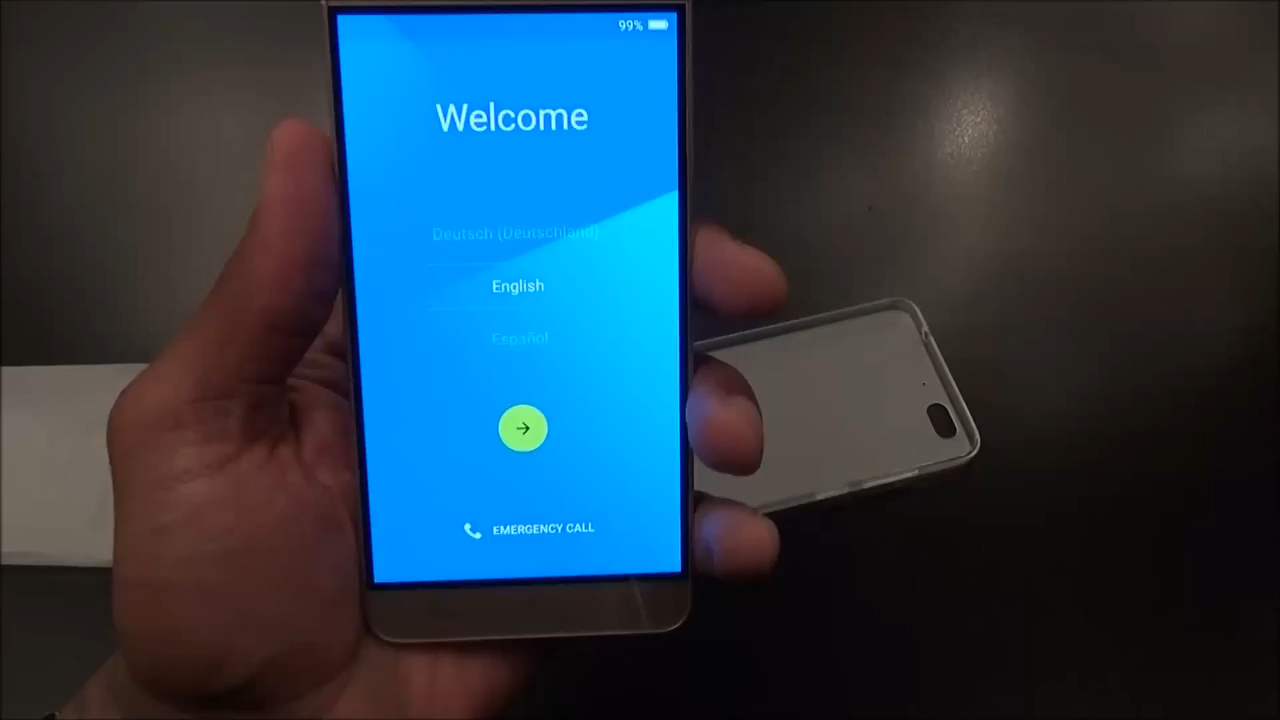 99%
Welcome
Deutsch (Deutschland)
English
Español
EMERGENCY CALL